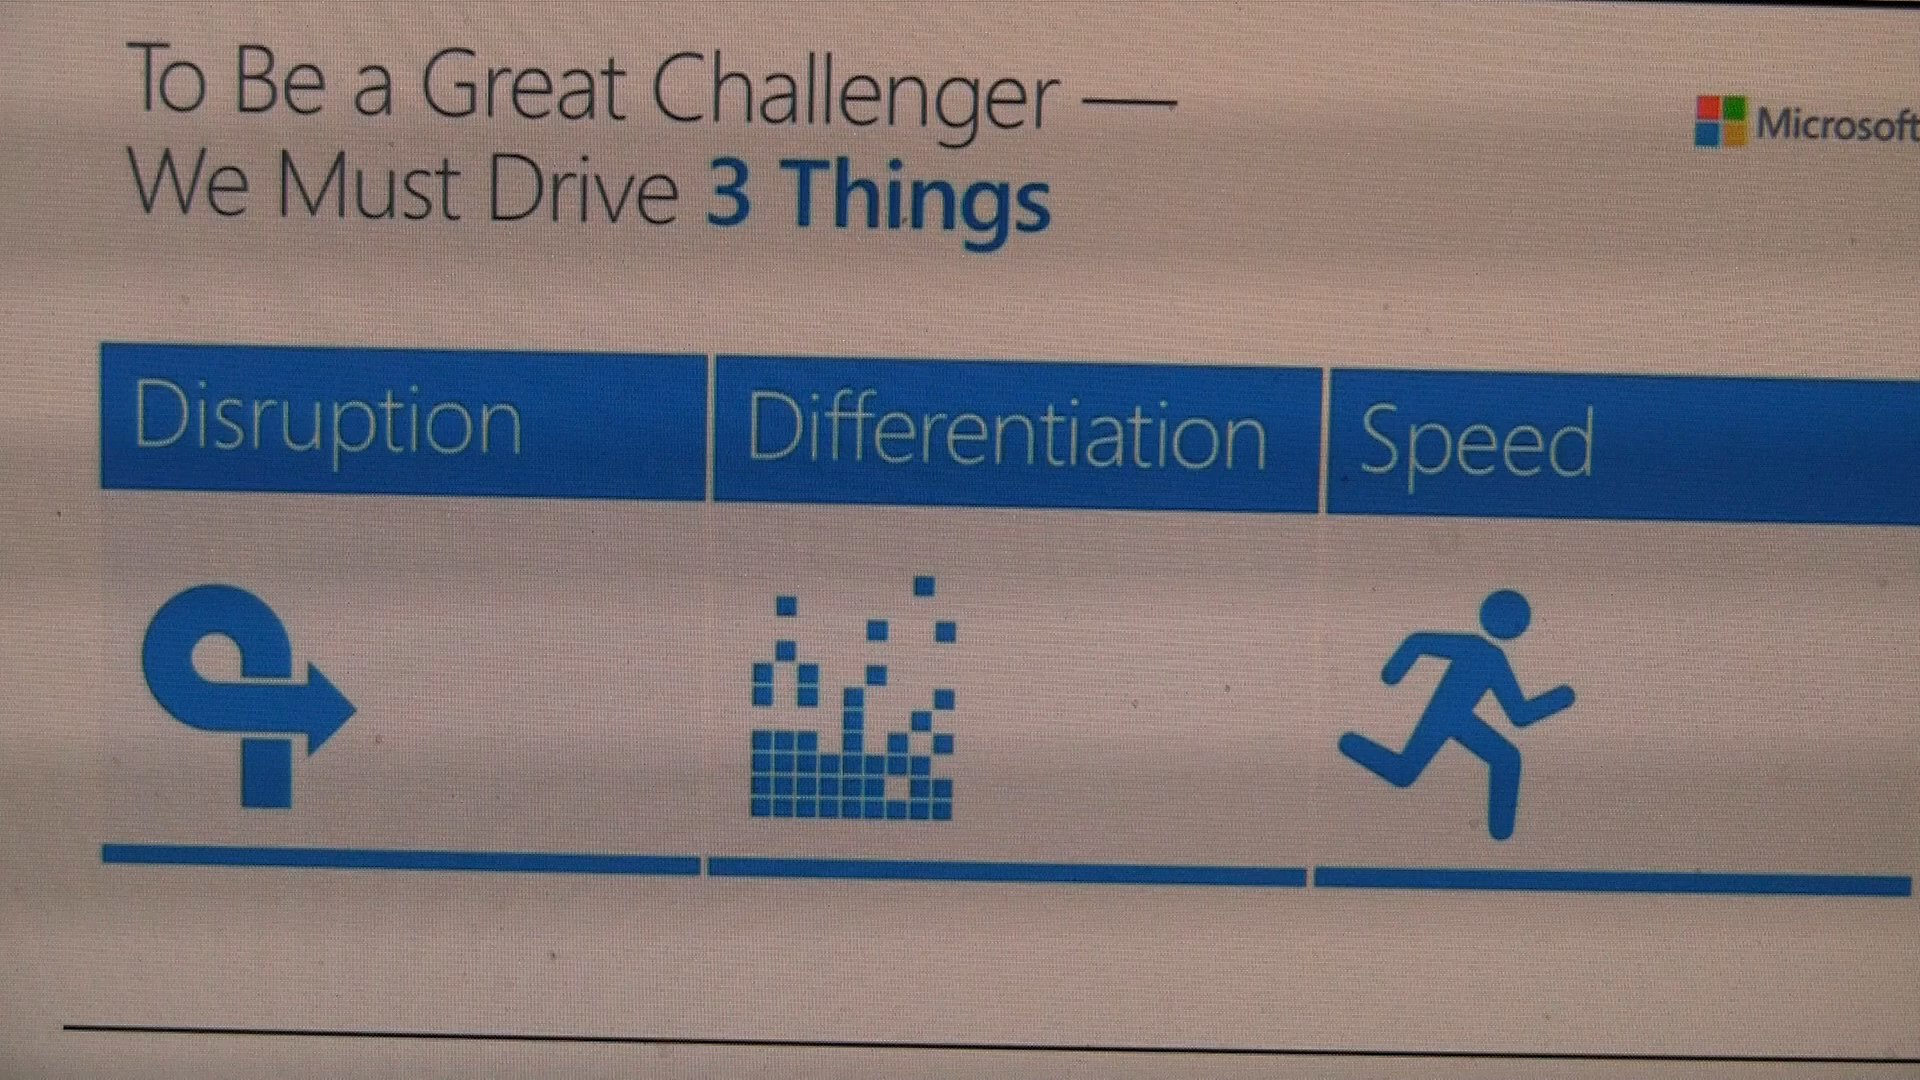 To Be a Great Challenger —
We Must Drive 3 Things
Microsoft
Disruption
Differentiation
Speed